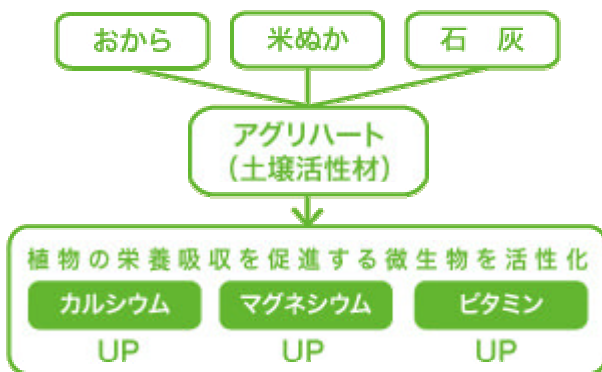 おから
米ぬか
石　灰
アグリハート
（土壌活性材）
植物の栄養吸収を促進する微生物を活性化
カルシウム
マグネシウム
ビタミン
UP
UP
UP